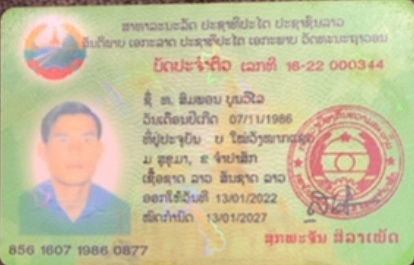 ສາທາລະນະລັດ ປະຊາທິປະໄຕ ປະຊາຊົນລາວ
ສັນຕິພາບ ເອກະລາດ ປະຊາທິປະໄຕ ເອກະພາບ ວັດທະນະຖາວອນ
ບັດປະຈຳຕົວ ເລກທີ 16-22 000344
ຊື່ ທ. ສົມພອນ ບຸນວິໄລ
ວັນເດືອນປີເກີດ 07/11/1986
ທີ່ຢູ່ປະຈຸບັນ ບ ໃໝ່ວັງໝາກ
ມ ສຸຂຸມາ, ຂ ຈຳປາສັກ
ເຊື້ອຊາດ ລາວ ສັນຊາດ ລາວ
ອອກໃຫ້ວັນທີ 13/01/2022
ໝົດກຳນົດ 13/01/2027
856 1607 1986 0877
ສຸກພະຈັນ ສີລາເພັດ